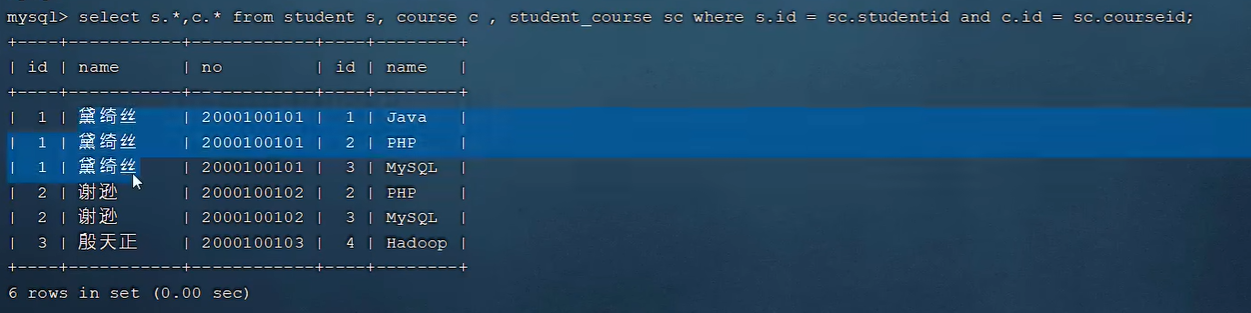 mysql> select s.*,c.* from student s, course c , student_course sc where s.id = sc.studentid and c.id = sc.courseid;
+----+-----------+------------+----+--------+
| id | name      | no         | id | name   |
+----+-----------+------------+----+--------+
|  1 | 黛绮丝    | 2000100101 |  1 | Java   |
|  1 | 黛绮丝    | 2000100101 |  2 | PHP    |
|  1 | 黛绮丝    | 2000100101 |  3 | MySQL  |
|  2 | 谢逊      | 2000100102 |  2 | PHP    |
|  2 | 谢逊      | 2000100102 |  3 | MySQL  |
|  3 | 殷天正    | 2000100103 |  4 | Hadoop |
+----+-----------+------------+----+--------+
6 rows in set (0.00 sec)